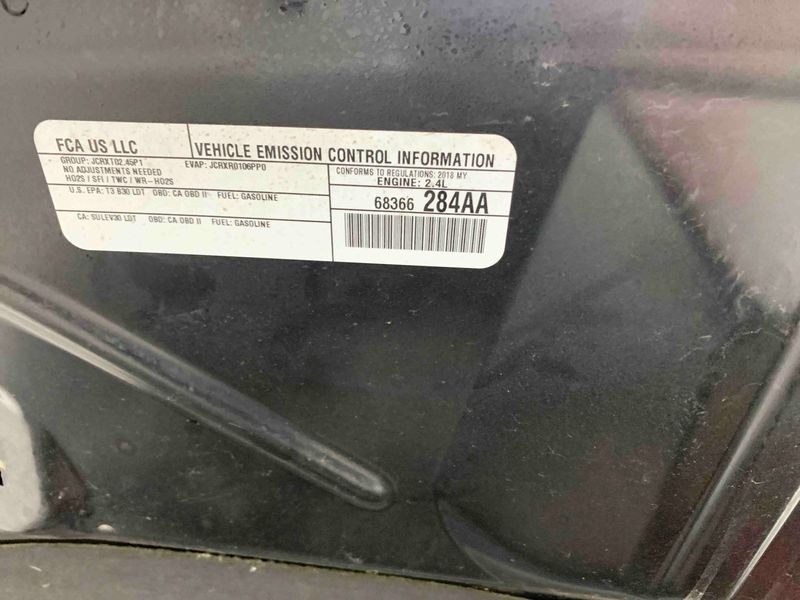 FCA US LLC
GROUP: JCRXT02.45P1 EVAP: JCRXR0106PP0
NO ADJUSTMENTS NEEDED
HO2S / SFI / TWC / WR-HO2S
U.S. EPA: T3 B30 LDT OBD: CA OBD II FUEL: GASOLINE
CA: SULEV30 LDT OBD: CA OBD II FUEL: GASOLINE
VEHICLE EMISSION CONTROL INFORMATION
CONFORMS TO REGULATIONS: 2018 MY
ENGINE: 2.4L
68366 284AA